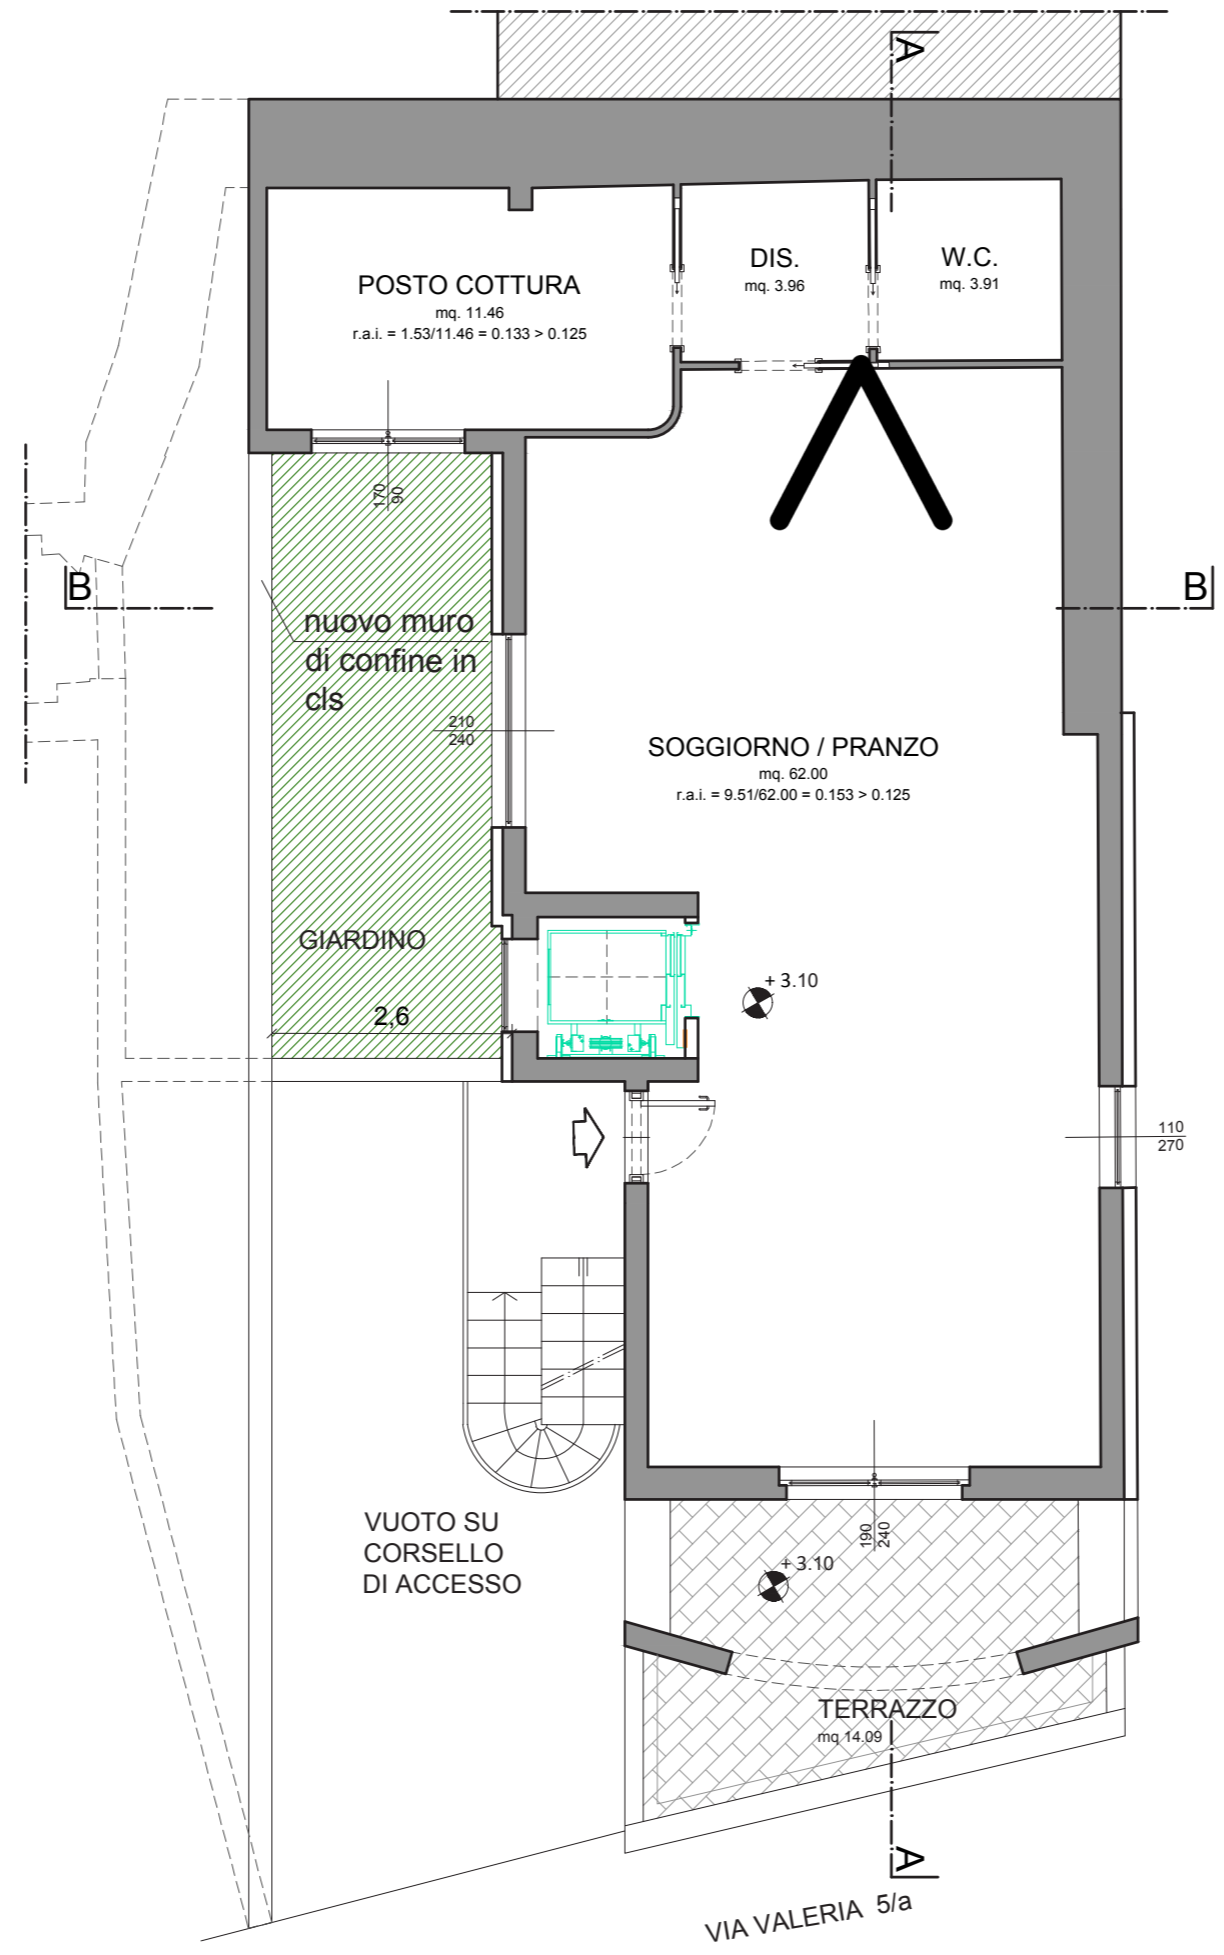 A
POSTO COTTURA
mq. 11.46
r.a.i. = 1.53/11.46 = 0.133 > 0.125
DIS.
mq. 3.96
W.C.
mq. 3.91
170
90
B
B
nuovo muro
di confine in
cls
210
240
SOGGIORNO / PRANZO
mq. 62.00
r.a.i. = 9.51/62.00 = 0.153 > 0.125
GIARDINO
+ 3.10
2,6
110
270
VUOTO SU
CORSELLO
DI ACCESSO
190
240
+ 3.10
TERRAZZO
mq 14.09
A
VIA VALERIA 5/a